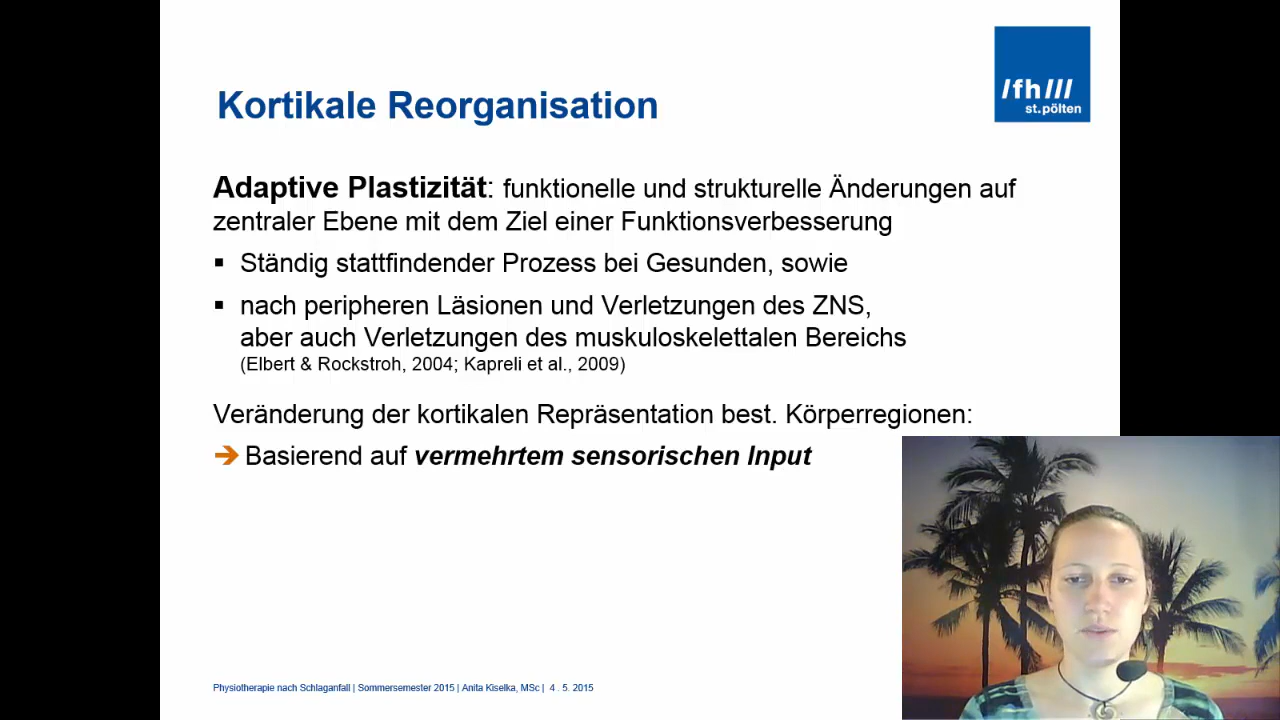 /fh///
st.pölten
Kortikale Reorganisation
Adaptive Plastizität: funktionelle und strukturelle Änderungen auf
zentraler Ebene mit dem Ziel einer Funktionsverbesserung
▪ Ständig stattfindender Prozess bei Gesunden, sowie
▪ nach peripheren Läsionen und Verletzungen des ZNS,
aber auch Verletzungen des muskuloskelettalen Bereichs
(Elbert & Rockstroh, 2004; Kapreli et al., 2009)
Veränderung der kortikalen Repräsentation best. Körperregionen:
➔ Basierend auf vermehrtem sensorischen Input
Physiotherapie nach Schlaganfall | Sommersemester 2015 | Anita Kiselka, MSc | 4 . 5. 2015